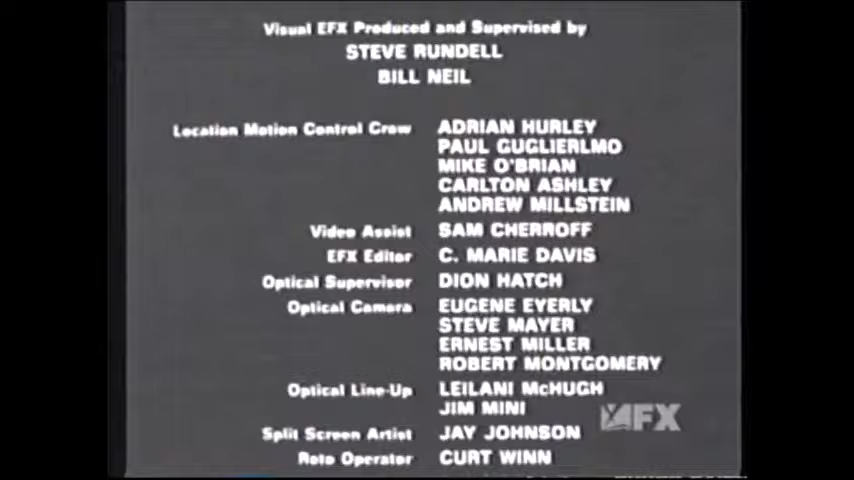 Visual EFX Produced and Supervised by
STEVE RUNDELL
BILL NEIL
Location Motion Control Crew ADRIAN HURLEY
PAUL GUGLIERLMO
MIKE O'BRIAN
CARLTON ASHLEY
ANDREW MILLSTEIN
Video Assist SAM CHERROFF
EFX Editor C. MARIE DAVIS
Optical Supervisor DION HATCH
Optical Camera EUGENE EYERLY
STEVE MAYER
ERNEST MILLER
ROBERT MONTGOMERY
Optical Line-Up LEILANI McHUGH
JIM MINI
FX
Split Screen Artist JAY JOHNSON
Roto Operator CURT WINN